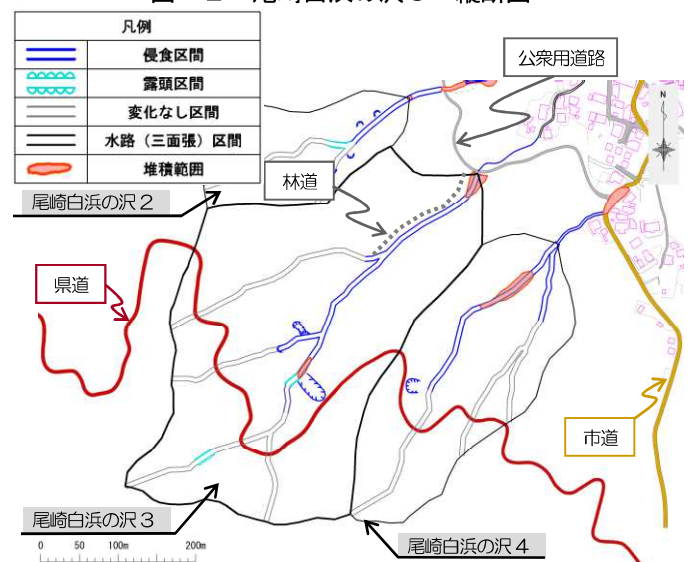 凡例
侵食区間
露頭区間
変化なし区間
水路（三面張）区間
堆積範囲
公衆用道路
N
林道
尾崎白浜の沢2
県道
市道
尾崎白浜の沢3
尾崎白浜の沢4
0 50 100m 200m